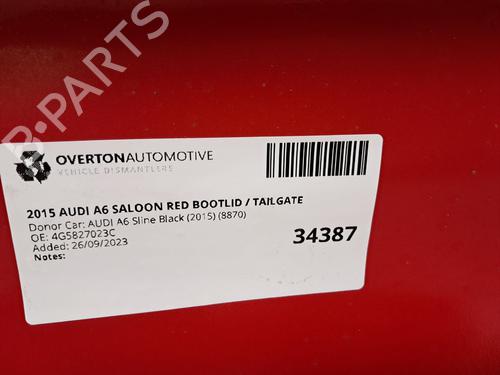 B-PARTS
OVERTONAUTOMOTIVE
VEHICLE DISMANTLERS
2015 AUDI A6 SALOON RED BOOTLID / TAILGATE
Donor Car: AUDI A6 Sline Black (2015) (8870)
OE: 4G5827023C
Added: 26/09/2023
Notes:
34387